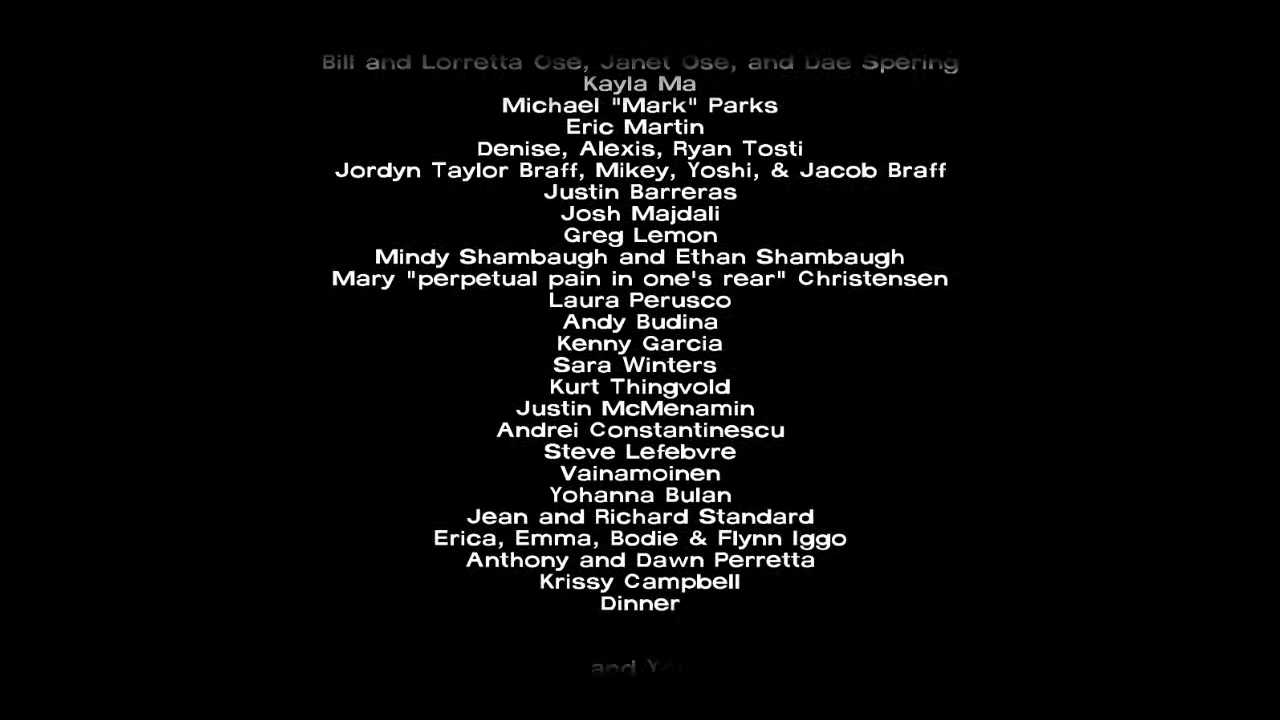 Bill and Lorretta Ose, Janet Ose, and Dae Spering
Kayla Ma
Michael "Mark" Parks
Eric Martin
Denise, Alexis, Ryan Tosti
Jordyn Taylor Braff, Mikey, Yoshi, & Jacob Braff
Justin Barreras
Josh Majdali
Greg Lemon
Mindy Shambaugh and Ethan Shambaugh
Mary "perpetual pain in one's rear" Christensen
Laura Perusco
Andy Budina
Kenny Garcia
Sara Winters
Kurt Thingvold
Justin McMenamin
Andrei Constantinescu
Steve Lefebvre
Vainamoinen
Yohanna Bulan
Jean and Richard Standard
Erica, Emma, Bodie & Flynn Iggo
Anthony and Dawn Perretta
Krissy Campbell
Dinner
and